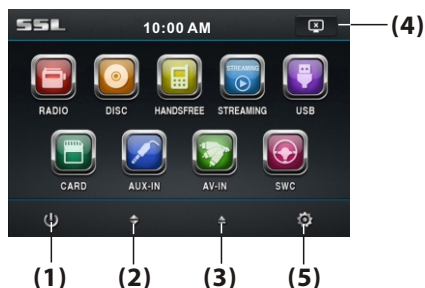 SSL 10:00 AM (4)
RADIO DISC HANDSFREE STREAMING STREAMING USB
CARD AUX-IN AV-IN SWC
(1) (2) (3) (5)